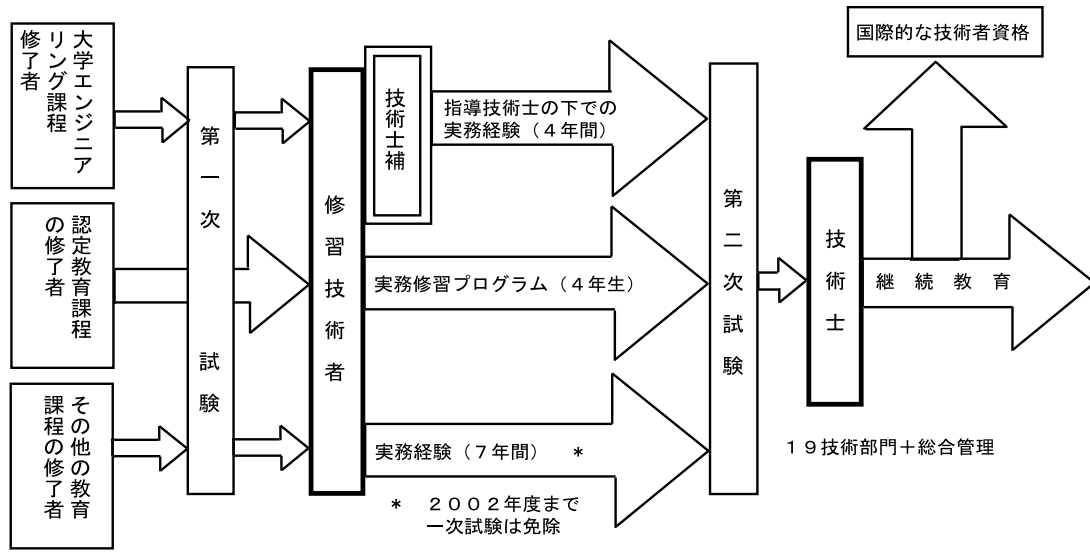 大学エンジニア
リング課程
修了者
認定教育課程
の修了者
その他の教育
課程の修了者
第一次 試験
修習技術者
技術士補
指導技術士の下での
実務経験（４年間）
実務修習プログラム（４年生）
実務経験（７年間）　＊
＊　２００２年度まで
一次試験は免除
第二次試験
技術士
継続教育
国際的な技術者資格
１９技術部門＋総合管理